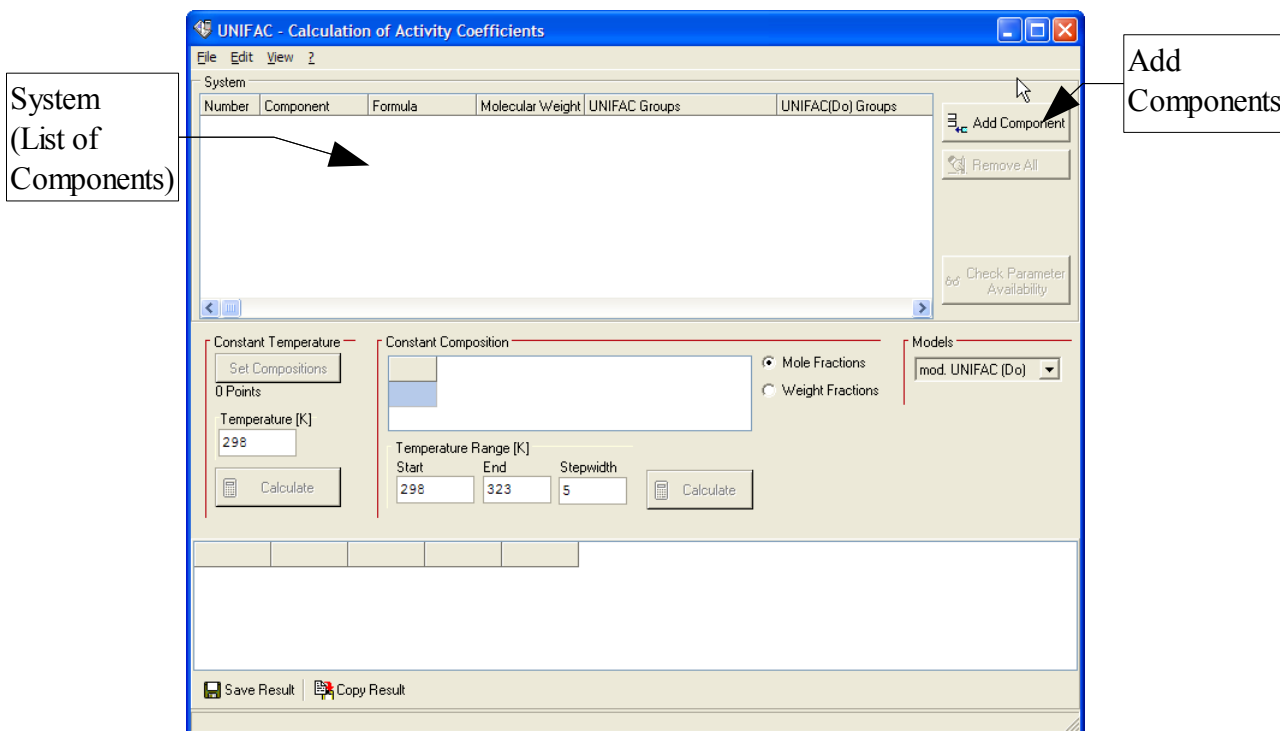 UNIFAC - Calculation of Activity Coefficients
File Edit View ?
System
Number Component Formula Molecular Weight UNIFAC Groups UNIFAC(Do) Groups
Add Component
Remove All
Check Parameter
Availability
System
(List of
Components)
Add
Components
Constant Temperature
Set Compositions
0 Points
Temperature [K]
298
Calculate
Constant Composition
Mole Fractions
Weight Fractions
Temperature Range [K]
Start End Stepwidth
298 323 5
Calculate
Models
mod. UNIFAC (Do)
Save Result Copy Result